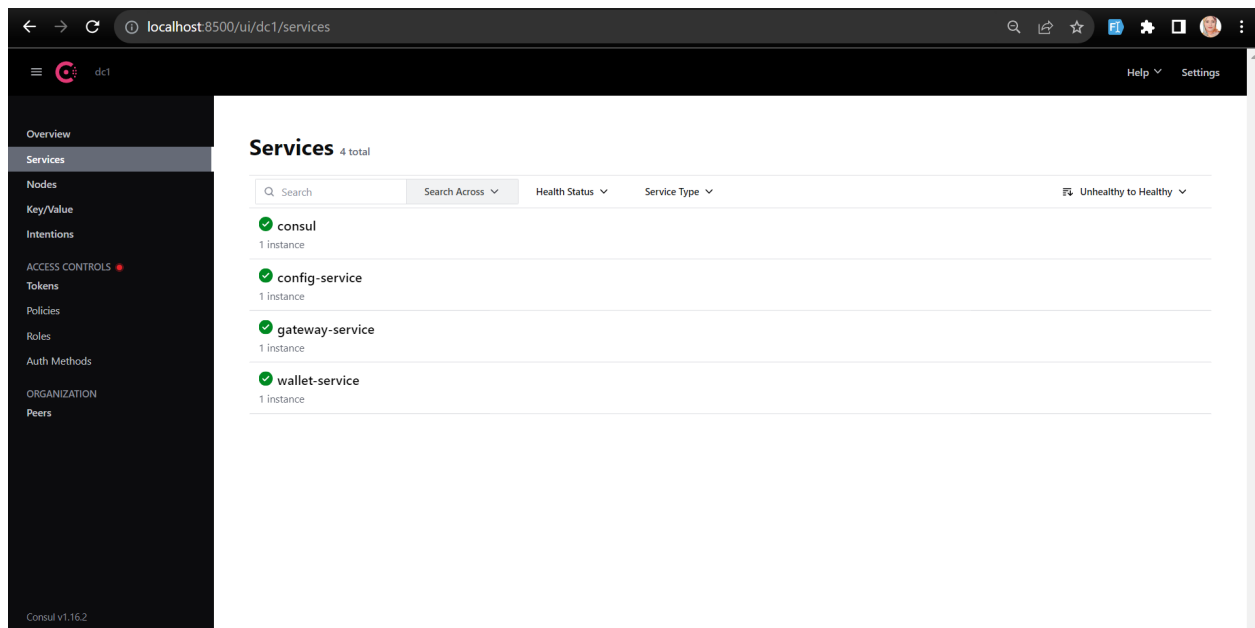 localhost:8500/ui/dc1/services
dc1
Help
Settings
Overview
Services
Nodes
Key/Value
Intentions
ACCESS CONTROLS
Tokens
Policies
Roles
Auth Methods
ORGANIZATION
Peers
Consul v1.16.2
Services 4 total
Search Search Across Health Status Service Type Unhealthy to Healthy
consul
1 instance
config-service
1 instance
gateway-service
1 instance
wallet-service
1 instance